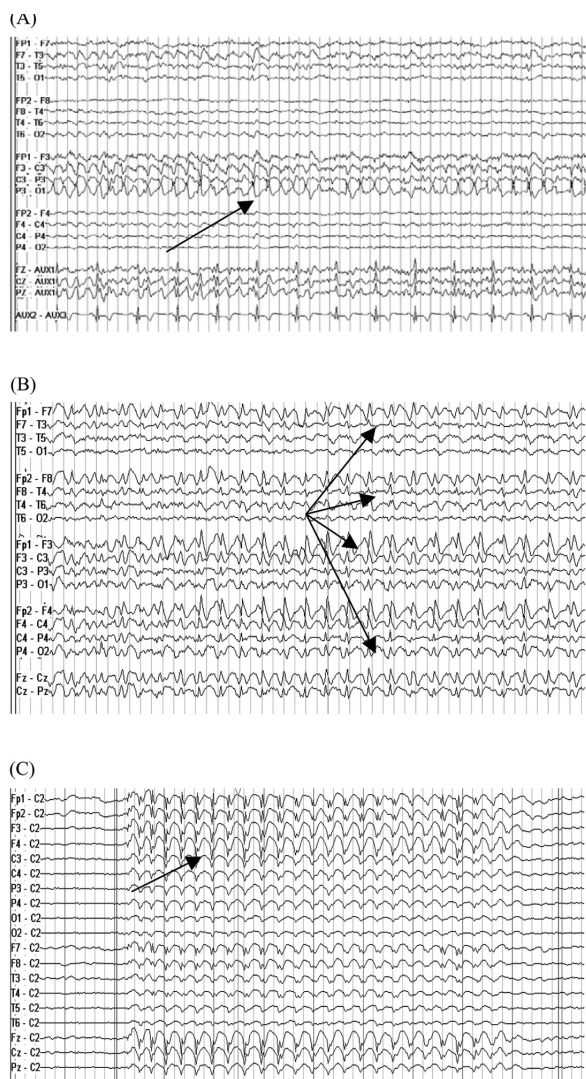 (A)
FP1 - F7
F7 - T3
T3 - T5
T5 - O1
FP2 - F8
F8 - T4
T4 - T6
T6 - O2
FP1 - F3
F3 - C3
C3 - P3
P3 - O1
FP2 - F4
F4 - C4
P4 - O2
FZ - AUX1
CZ - AUX1
PZ - AUX1
AUX2 - AUX3
(B)
Fp1 - F7
F7 - T3
T3 - T5
T5 - O1
Fp2 - F8
F8 - T4
T4 - T6
T6 - O2
Fp1 - F3
F3 - C3
C3 - P3
P3 - O1
Fp2 - F4
F4 - C4
C4 - P4
P4 - O2
Fz - Cz
Cz - Pz
(C)
Fp1 - C2
Fp2 - C2
F3 - C2
F4 - C2
C3 - C2
C4 - C2
P3 - C2
P4 - C2
O1 - C2
O2 - C2
F7 - C2
F8 - C2
T3 - C2
T4 - C2
T5 - C2
T6 - C2
Fz - C2
Cz - C2
Pz - C2